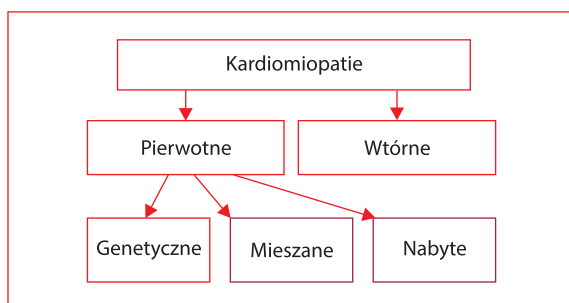 Kardiomiopatie
Pierwotne
Wtórne
Genetyczne
Mieszane
Nabyte